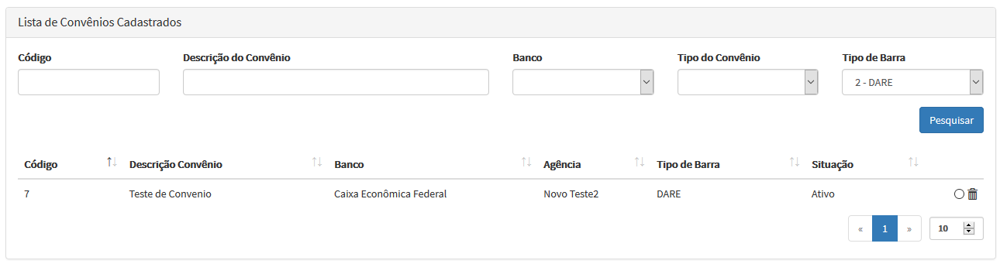 Lista de Convênios Cadastrados
Código Descrição do Convênio Banco Tipo do Convênio Tipo de Barra
2 - DARE
Pesquisar
Código Descrição Convênio Banco Agência Tipo de Barra Situação
7 Teste de Convenio Caixa Econômica Federal Novo Teste2 DARE Ativo
« 1 » 10